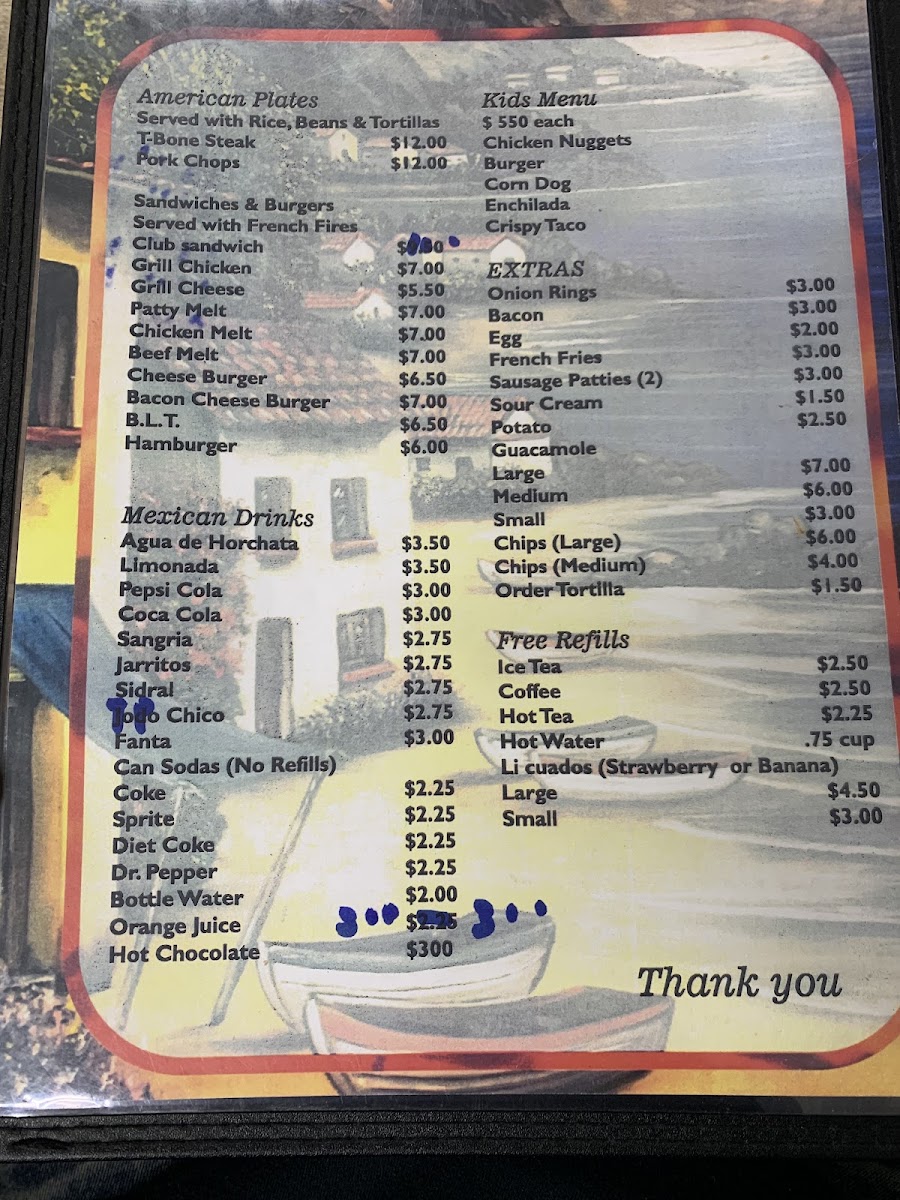 American Plates
Served with Rice, Beans & Tortillas
T-Bone Steak $12.00
Pork Chops $12.00
Sandwiches & Burgers
Served with French Fires
Club sandwich
Grill Chicken $7.00
Grill Cheese $5.50
Patty Melt $7.00
Chicken Melt $7.00
Beef Melt $7.00
Cheese Burger $6.50
Bacon Cheese Burger $7.00
B.L.T. $6.50
Hamburger $6.00
Mexican Drinks
Agua de Horchata $3.50
Limonada $3.50
Pepsi Cola $3.00
Coca Cola $3.00
Sangria $2.75
Jarritos $2.75
Sidral $2.75
Chico $2.75
Fanta $3.00
Can Sodas (No Refills)
Coke $2.25
Sprite $2.25
Diet Coke $2.25
Dr. Pepper $2.25
Bottle Water $2.00
Orange Juice 300 $2.25 300
Hot Chocolate $300
Kids Menu
$ 550 each
Chicken Nuggets
Burger
Corn Dog
Enchilada
Crispy Taco
EXTRAS
Onion Rings $3.00
Bacon $3.00
Egg $2.00
French Fries $3.00
Sausage Patties (2) $3.00
Sour Cream $1.50
Potato $2.50
Guacamole
Large $7.00
Medium $6.00
Small $3.00
Chips (Large) $6.00
Chips (Medium) $4.00
Order Tortilla $1.50
Free Refills
Ice Tea $2.50
Coffee $2.50
Hot Tea $2.25
Hot Water .75 cup
Li cuados (Strawberry or Banana)
Large $4.50
Small $3.00
Thank you